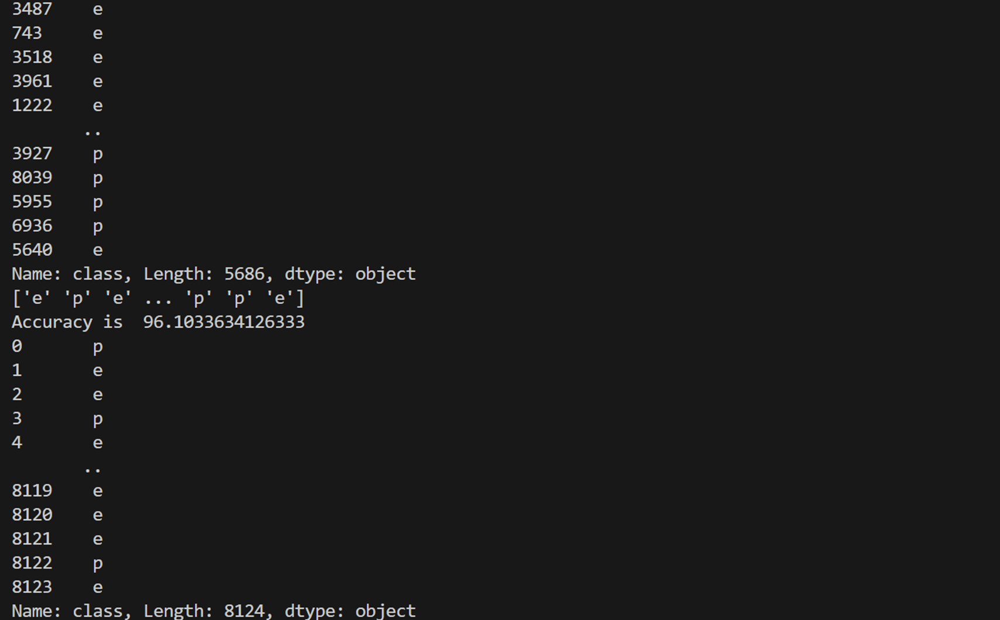 3487    e
743     e
3518    e
3961    e
1222    e
       ..
3927    p
8039    p
5955    p
6936    p
5640    e
Name: class, Length: 5686, dtype: object
['e' 'p' 'e' ... 'p' 'p' 'e']
Accuracy is  96.1033634126333
0       p
1       e
2       e
3       p
4       e
       ..
8119    e
8120    e
8121    e
8122    p
8123    e
Name: class, Length: 8124, dtype: object